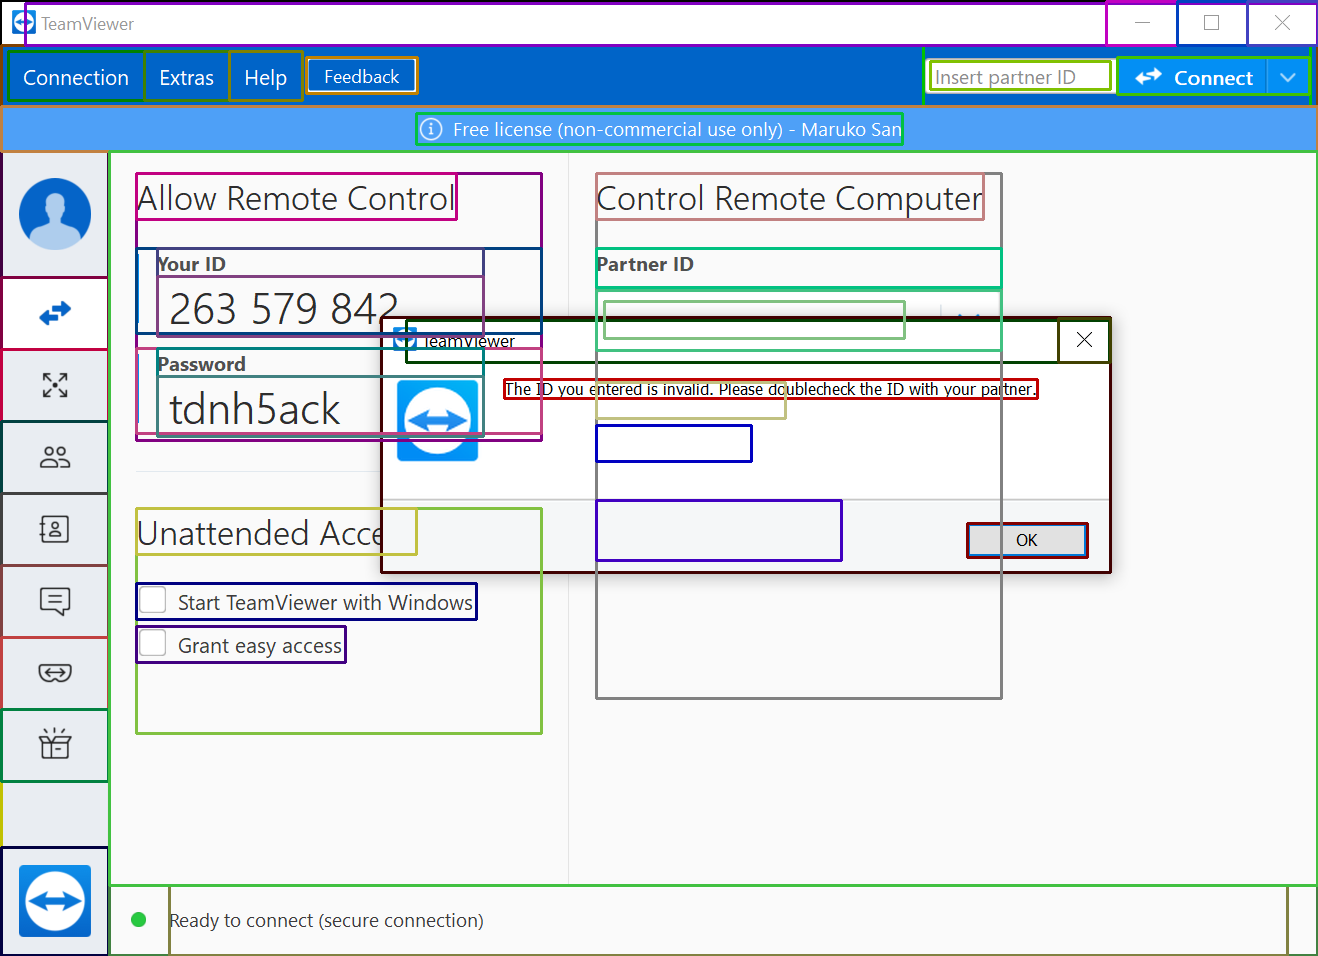 TeamViewer
Connection
Extras
Help
Feedback
Insert partner ID
Connect
Free license (non-commercial use only) - Maruko San
Allow Remote Control
Your ID
263 579 842
Password
tdnh5ack
Control Remote Computer
Partner ID
TeamViewer
The ID you entered is invalid. Please doublecheck the ID with your partner.
OK
Unattended Acce
Start TeamViewer with Windows
Grant easy access
Ready to connect (secure connection)